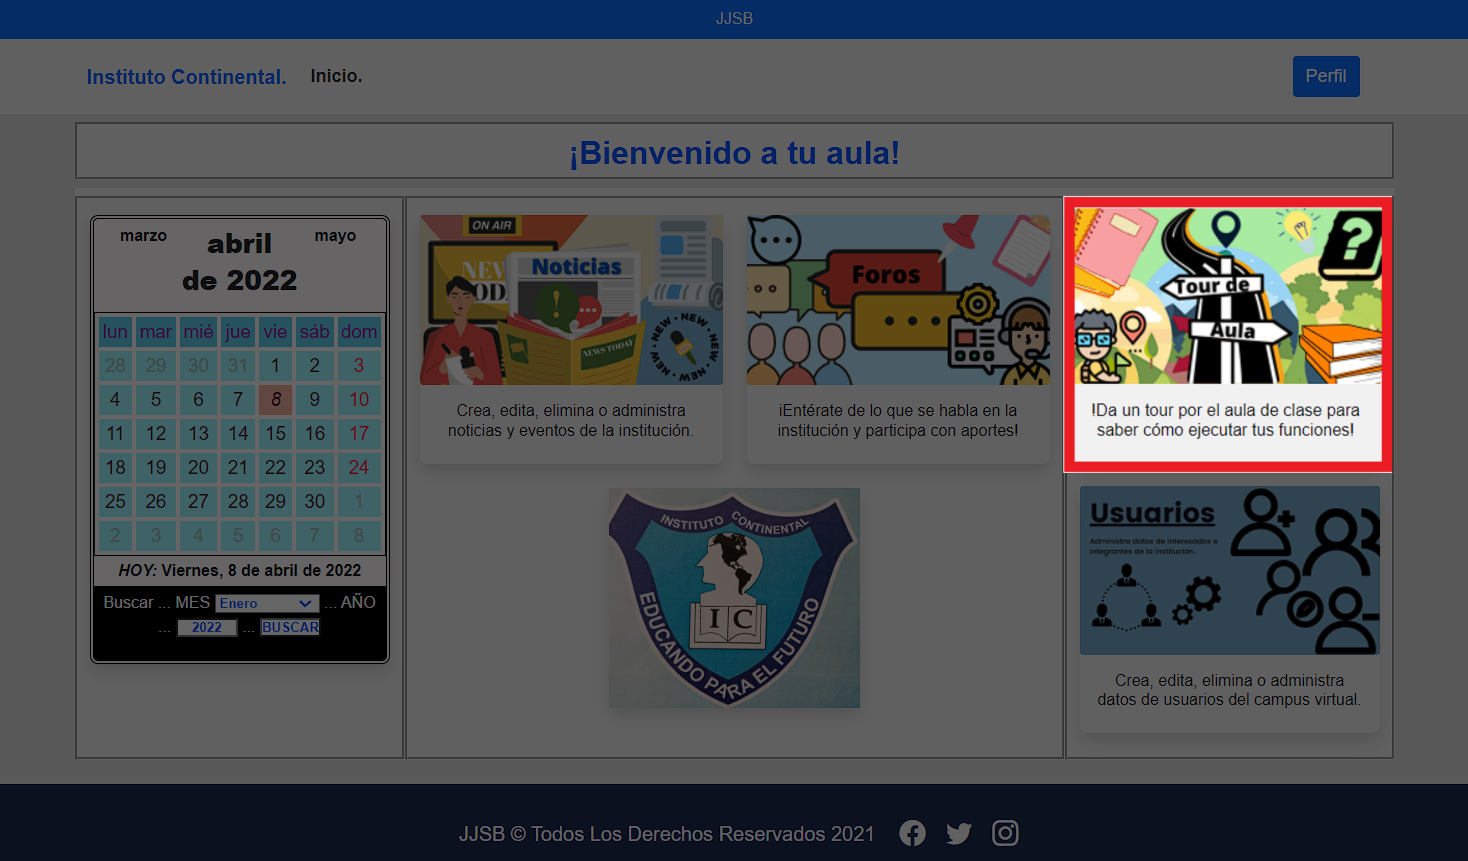 JJSB
Instituto Continental.
Inicio.
Perfil
¡Bienvenido a tu aula!
marzo
abril
de 2022
mayo
lun mar mié jue vie sáb dom
28 29 30 31 1 2 3
4 5 6 7 8 9 10
11 12 13 14 15 16 17
18 19 20 21 22 23 24
25 26 27 28 29 30 1
2 3 4 5 6 7 8
HOY: Viernes, 8 de abril de 2022
Buscar ... MES Enero ... AÑO
... 2022 ... BUSCAR
ON AIR
Noticias
NEWS TODAY
NEW NEW NEW
Crea, edita, elimina o administra
noticias y eventos de la institución.
Foros
¡Entérate de lo que se habla en la
institución y participa con aportes!
INSTITUTO CONTINENTAL
I C
EDUCANDO PARA EL FUTURO
?
Tour de
Aula
!Da un tour por el aula de clase para
saber cómo ejecutar tus funciones!
Usuarios
Administra datos de interesados e
integrantes de la institución.
Crea, edita, elimina o administra
datos de usuarios del campus virtual.
JJSB © Todos Los Derechos Reservados 2021